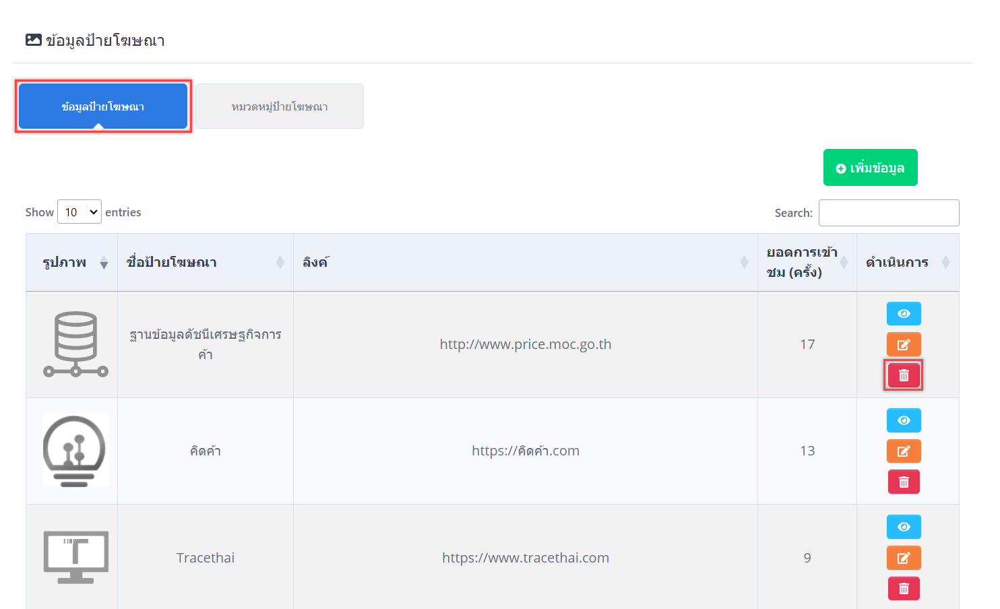 ข้อมูลป้ายโฆษณา
ข้อมูลป้ายโฆษณา
หมวดหมู่ป้ายโฆษณา
เพิ่มข้อมูล
Show 10 entries
Search:
รูปภาพ
ชื่อป้ายโฆษณา
ลิงค์
ยอดการเข้า
ชม (ครั้ง)
ดำเนินการ
ฐานข้อมูลดัชนีเศรษฐกิจการ
ค้า
http://www.price.moc.go.th
17
คิดค้า
https://คิดค้า.com
13
T
Tracethai
https://www.tracethai.com
9